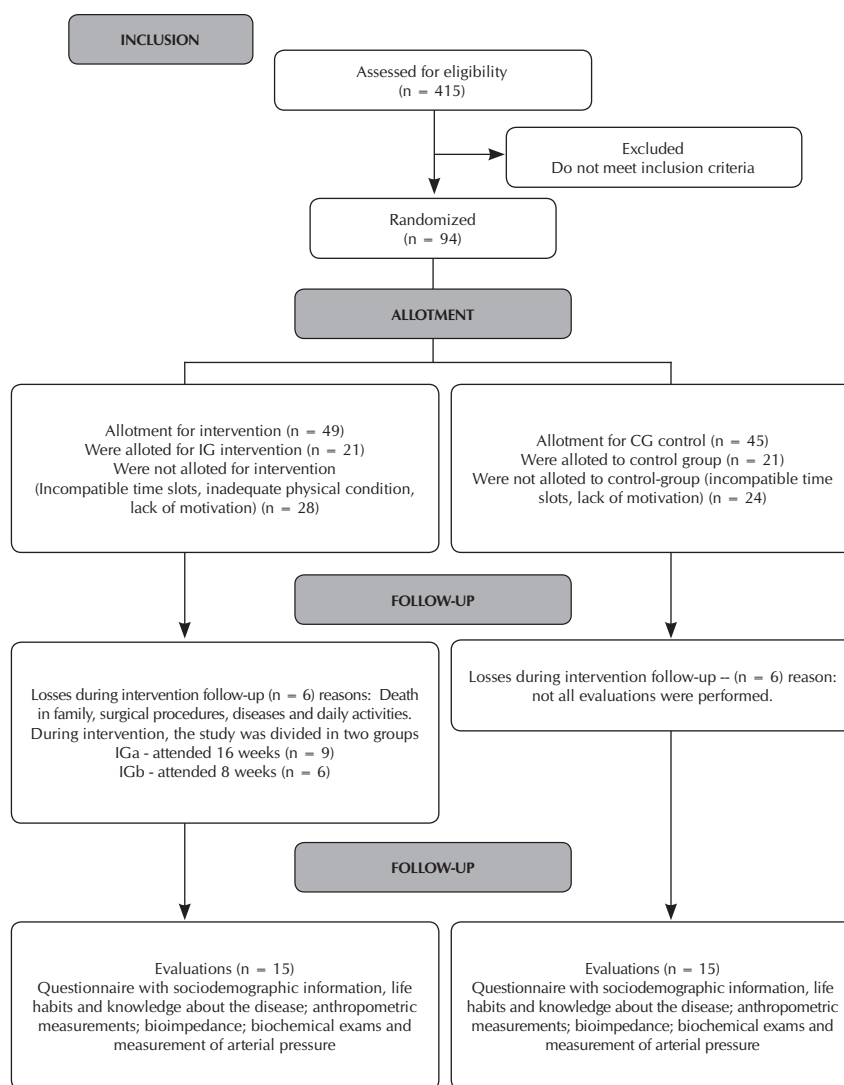 INCLUSION
Assessed for eligibility
(n = 415)
Excluded
Do not meet inclusion criteria
Randomized
(n = 94)
ALLOTMENT
Allotment for intervention (n = 49)
Were alloted for IG intervention (n = 21)
Were not alloted for intervention
(Incompatible time slots, inadequate physical condition,
lack of motivation) (n = 28)
Allotment for CG control (n = 45)
Were alloted to control group (n = 21)
Were not alloted to control-group (incompatible time
slots, lack of motivation) (n = 24)
FOLLOW-UP
Losses during intervention follow-up (n = 6) reasons: Death
in family, surgical procedures, diseases and daily activities.
During intervention, the study was divided in two groups
IGa - attended 16 weeks (n = 9)
IGb - attended 8 weeks (n = 6)
Losses during intervention follow-up -- (n = 6) reason:
not all evaluations were performed.
FOLLOW-UP
Evaluations (n = 15)
Questionnaire with sociodemographic information, life
habits and knowledge about the disease; anthropometric
measurements; bioimpedance; biochemical exams and
measurement of arterial pressure
Evaluations (n = 15)
Questionnaire with sociodemographic information, life
habits and knowledge about the disease; anthropometric
measurements; bioimpedance; biochemical exams and
measurement of arterial pressure